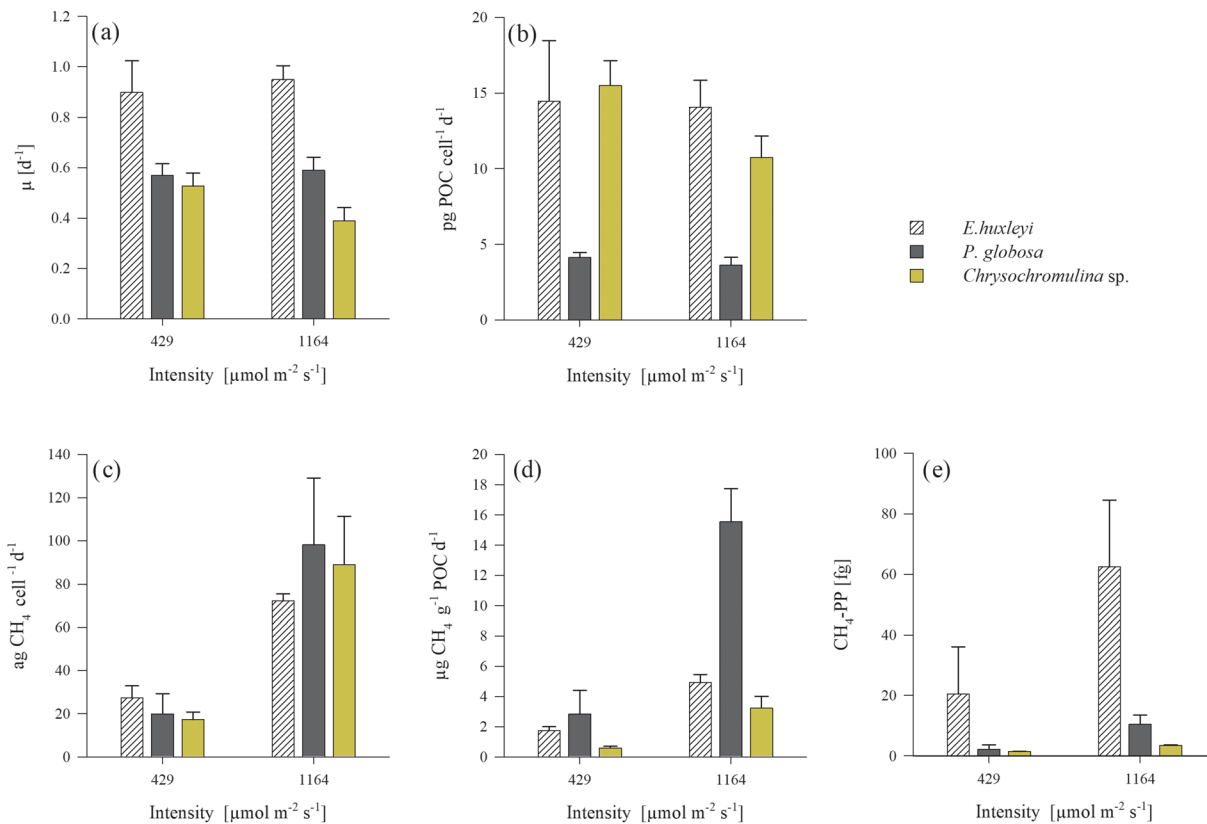 (a)
1.2
1.0
0.8
0.6
0.4
0.2
0.0
µ [d⁻¹]
429
1164
Intensity [µmol m⁻² s⁻¹]
(b)
20
15
10
5
0
pg POC cell⁻¹ d⁻¹
429
1164
Intensity [µmol m⁻² s⁻¹]
E.huxleyi
P. globosa
Chrysochromulina sp.
(c)
140
120
100
80
60
40
20
0
ag CH₄ cell⁻¹ d⁻¹
429
1164
Intensity [µmol m⁻² s⁻¹]
(d)
20
18
16
14
12
10
8
6
4
2
0
µg CH₄ g⁻¹ POC d⁻¹
429
1164
Intensity [µmol m⁻² s⁻¹]
(e)
100
80
60
40
20
0
CH₄-PP [fg]
429
1164
Intensity [µmol m⁻² s⁻¹]